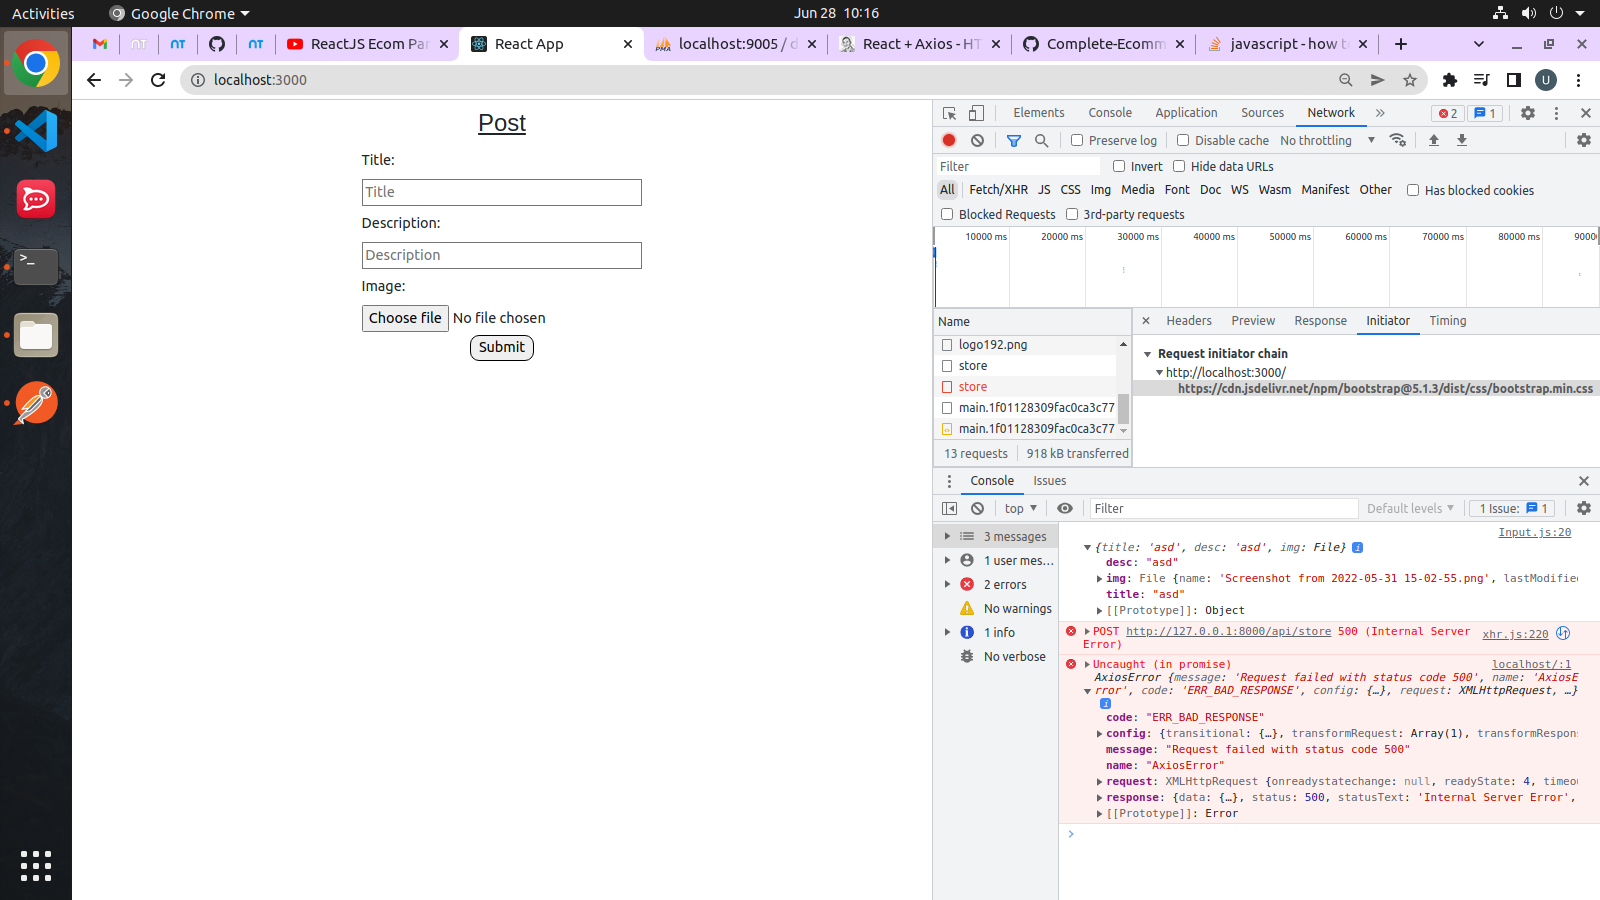 Activities
Google Chrome
Jun 28 10:16
ReactJS Ecom Par
React App
localhost:9005 / d
React + Axios - HT
Complete-Ecomm
javascript - how t
localhost:3000
U
Post
Title:
Title
Description:
Description
Image:
Choose file No file chosen
Submit
Elements
Console
Application
Sources
Network
2
1
Preserve log
Disable cache
No throttling
Filter
Invert
Hide data URLs
All
Fetch/XHR
JS
CSS
Img
Media
Font
Doc
WS
Wasm
Manifest
Other
Has blocked cookies
Blocked Requests
3rd-party requests
10000 ms
20000 ms
30000 ms
40000 ms
50000 ms
60000 ms
70000 ms
80000 ms
9000
Name
logo192.png
store
store
main.1f01128309fac0ca3c77
main.1f01128309fac0ca3c77
13 requests
918 kB transferred
Headers
Preview
Response
Initiator
Timing
Request initiator chain
http://localhost:3000/
https://cdn.jsdelivr.net/npm/bootstrap@5.1.3/dist/css/bootstrap.min.css
Console
Issues
top
Filter
Default levels
1 Issue: 1
3 messages
1 user mes...
2 errors
No warnings
1 info
No verbose
Input.js:20
{title: 'asd', desc: 'asd', img: File}
desc: "asd"
img: File {name: 'Screenshot from 2022-05-31 15-02-55.png', lastModified
title: "asd"
[[Prototype]]: Object
POST http://127.0.0.1:8000/api/store 500 (Internal Server
Error)
xhr.js:220
Uncaught (in promise)
localhost/:1
AxiosError {message: 'Request failed with status code 500', name: 'AxiosE
rror', code: 'ERR_BAD_RESPONSE', config: {…}, request: XMLHttpRequest, …}
code: "ERR_BAD_RESPONSE"
config: {transitional: {…}, transformRequest: Array(1), transformRespons
message: "Request failed with status code 500"
name: "AxiosError"
request: XMLHttpRequest {onreadystatechange: null, readyState: 4, timeou
response: {data: {…}, status: 500, statusText: 'Internal Server Error',
[[Prototype]]: Error